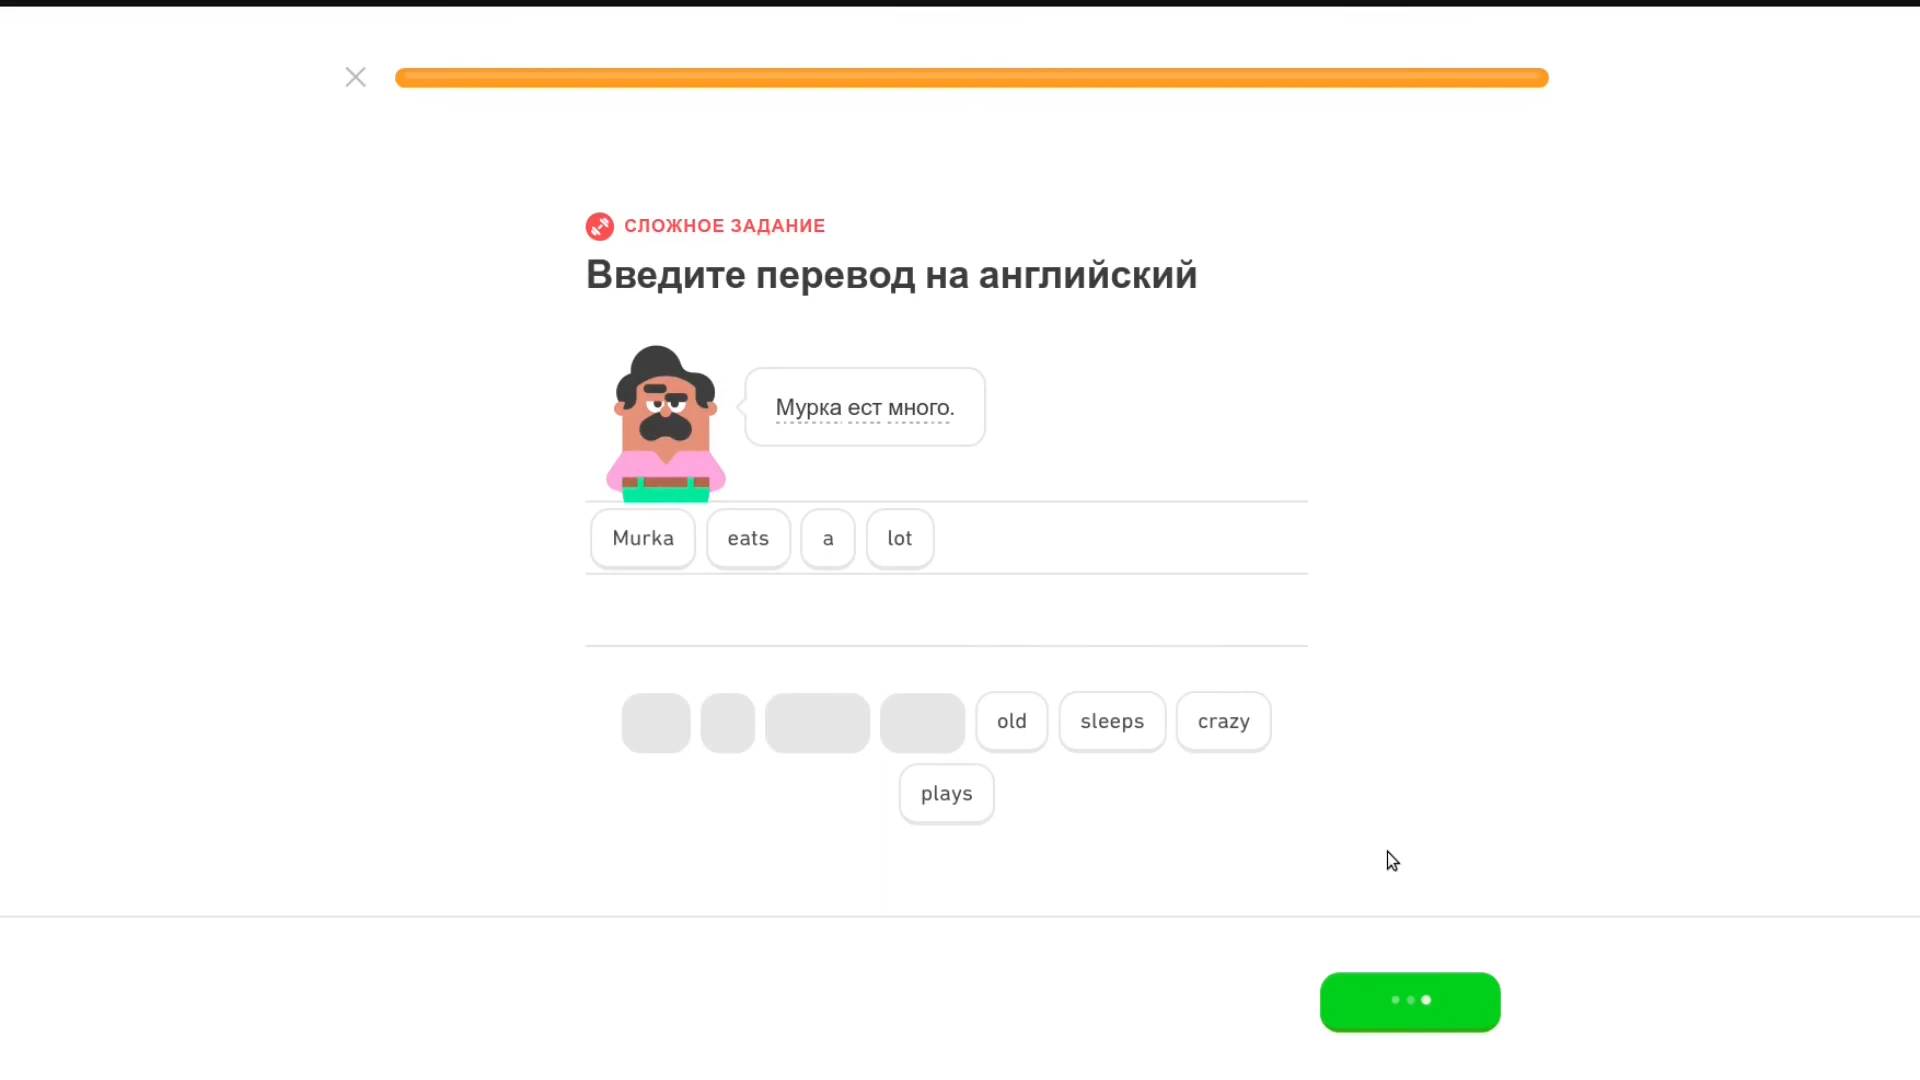 СЛОЖНОЕ ЗАДАНИЕ
Введите перевод на английский
Мурка ест много.
Murka eats a lot
old sleeps crazy
plays